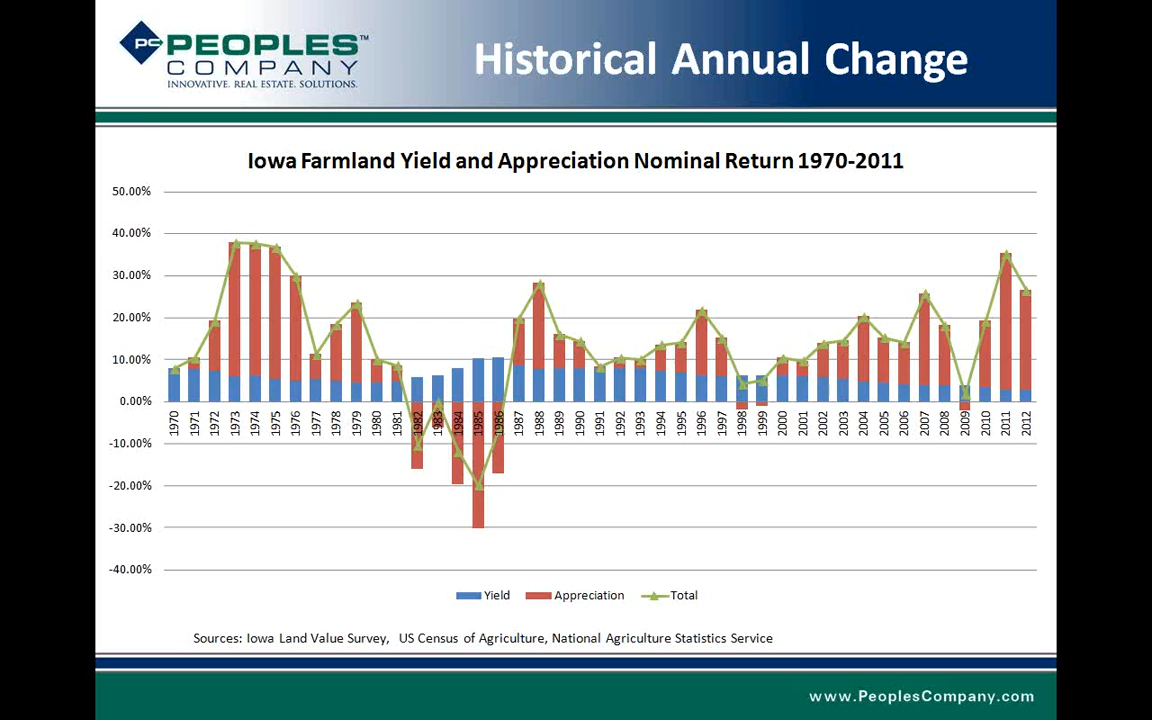 PC PEOPLES™
COMPANY
INNOVATIVE. REAL ESTATE. SOLUTIONS.
Historical Annual Change
Iowa Farmland Yield and Appreciation Nominal Return 1970-2011
50.00%
40.00%
30.00%
20.00%
10.00%
0.00%
-10.00%
-20.00%
-30.00%
-40.00%
1970 1971 1972 1973 1974 1975 1976 1977 1978 1979 1980 1981 1982 1983 1984 1985 1986 1987 1988 1989 1990 1991 1992 1993 1994 1995 1996 1997 1998 1999 2000 2001 2002 2003 2004 2005 2006 2007 2008 2009 2010 2011 2012
Yield Appreciation Total
Sources: Iowa Land Value Survey, US Census of Agriculture, National Agriculture Statistics Service
www.PeoplesCompany.com